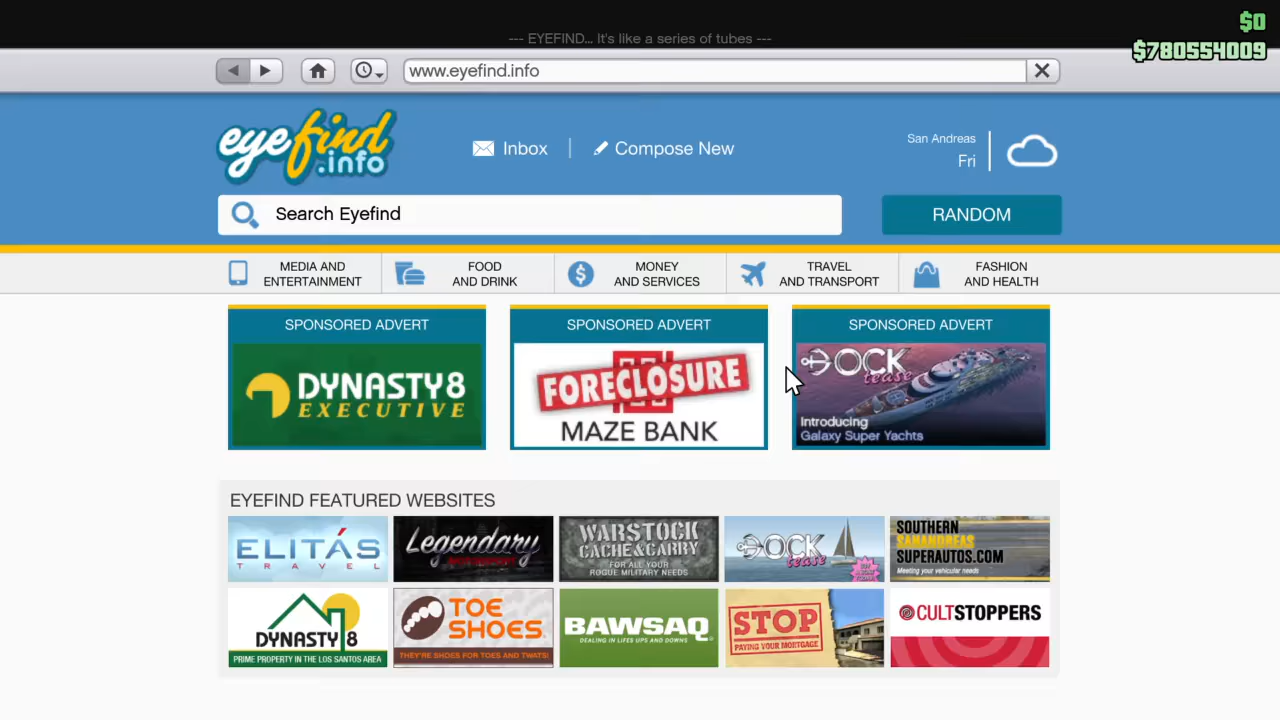 --- EYEFIND... It's like a series of tubes ---
$0
$780554009
www.eyefind.info
eyefind
.info
Inbox
Compose New
San Andreas
Fri
Search Eyefind
RANDOM
MEDIA AND
ENTERTAINMENT
FOOD
AND DRINK
MONEY
AND SERVICES
TRAVEL
AND TRANSPORT
FASHION
AND HEALTH
SPONSORED ADVERT
DYNASTY8
EXECUTIVE
SPONSORED ADVERT
FORECLOSURE
MAZE BANK
SPONSORED ADVERT
DOCK
tease
Introducing
Galaxy Super Yachts
EYEFIND FEATURED WEBSITES
ELITÁS
TRAVEL
Legendary
WARSTOCK
CACHE&CARRY
FOR ALL YOUR
ROGUE MILITARY NEEDS
DOCK
tease
SOUTHERN
SANANDREAS
SUPERAUTOS.COM
Meeting your vehicular needs
DYNASTY 8
PRIME PROPERTY IN THE LOS SANTOS AREA
TOE
SHOES
THEY'RE SHOES FOR TOES AND TWATS!
BAWSAQ
DEALING IN LIFES UPS AND DOWNS
STOP
PAYING YOUR MORTGAGE
CULTSTOPPERS